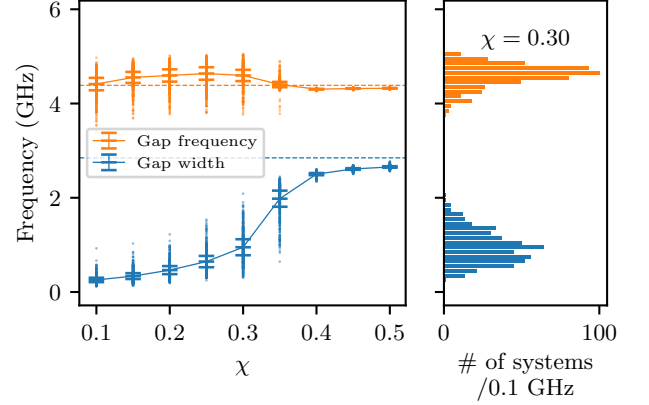 6
4
2
0
Frequency (GHz)
Gap frequency
Gap width
0.1 0.2 0.3 0.4 0.5
χ
χ = 0.30
0 100
# of systems
/0.1 GHz